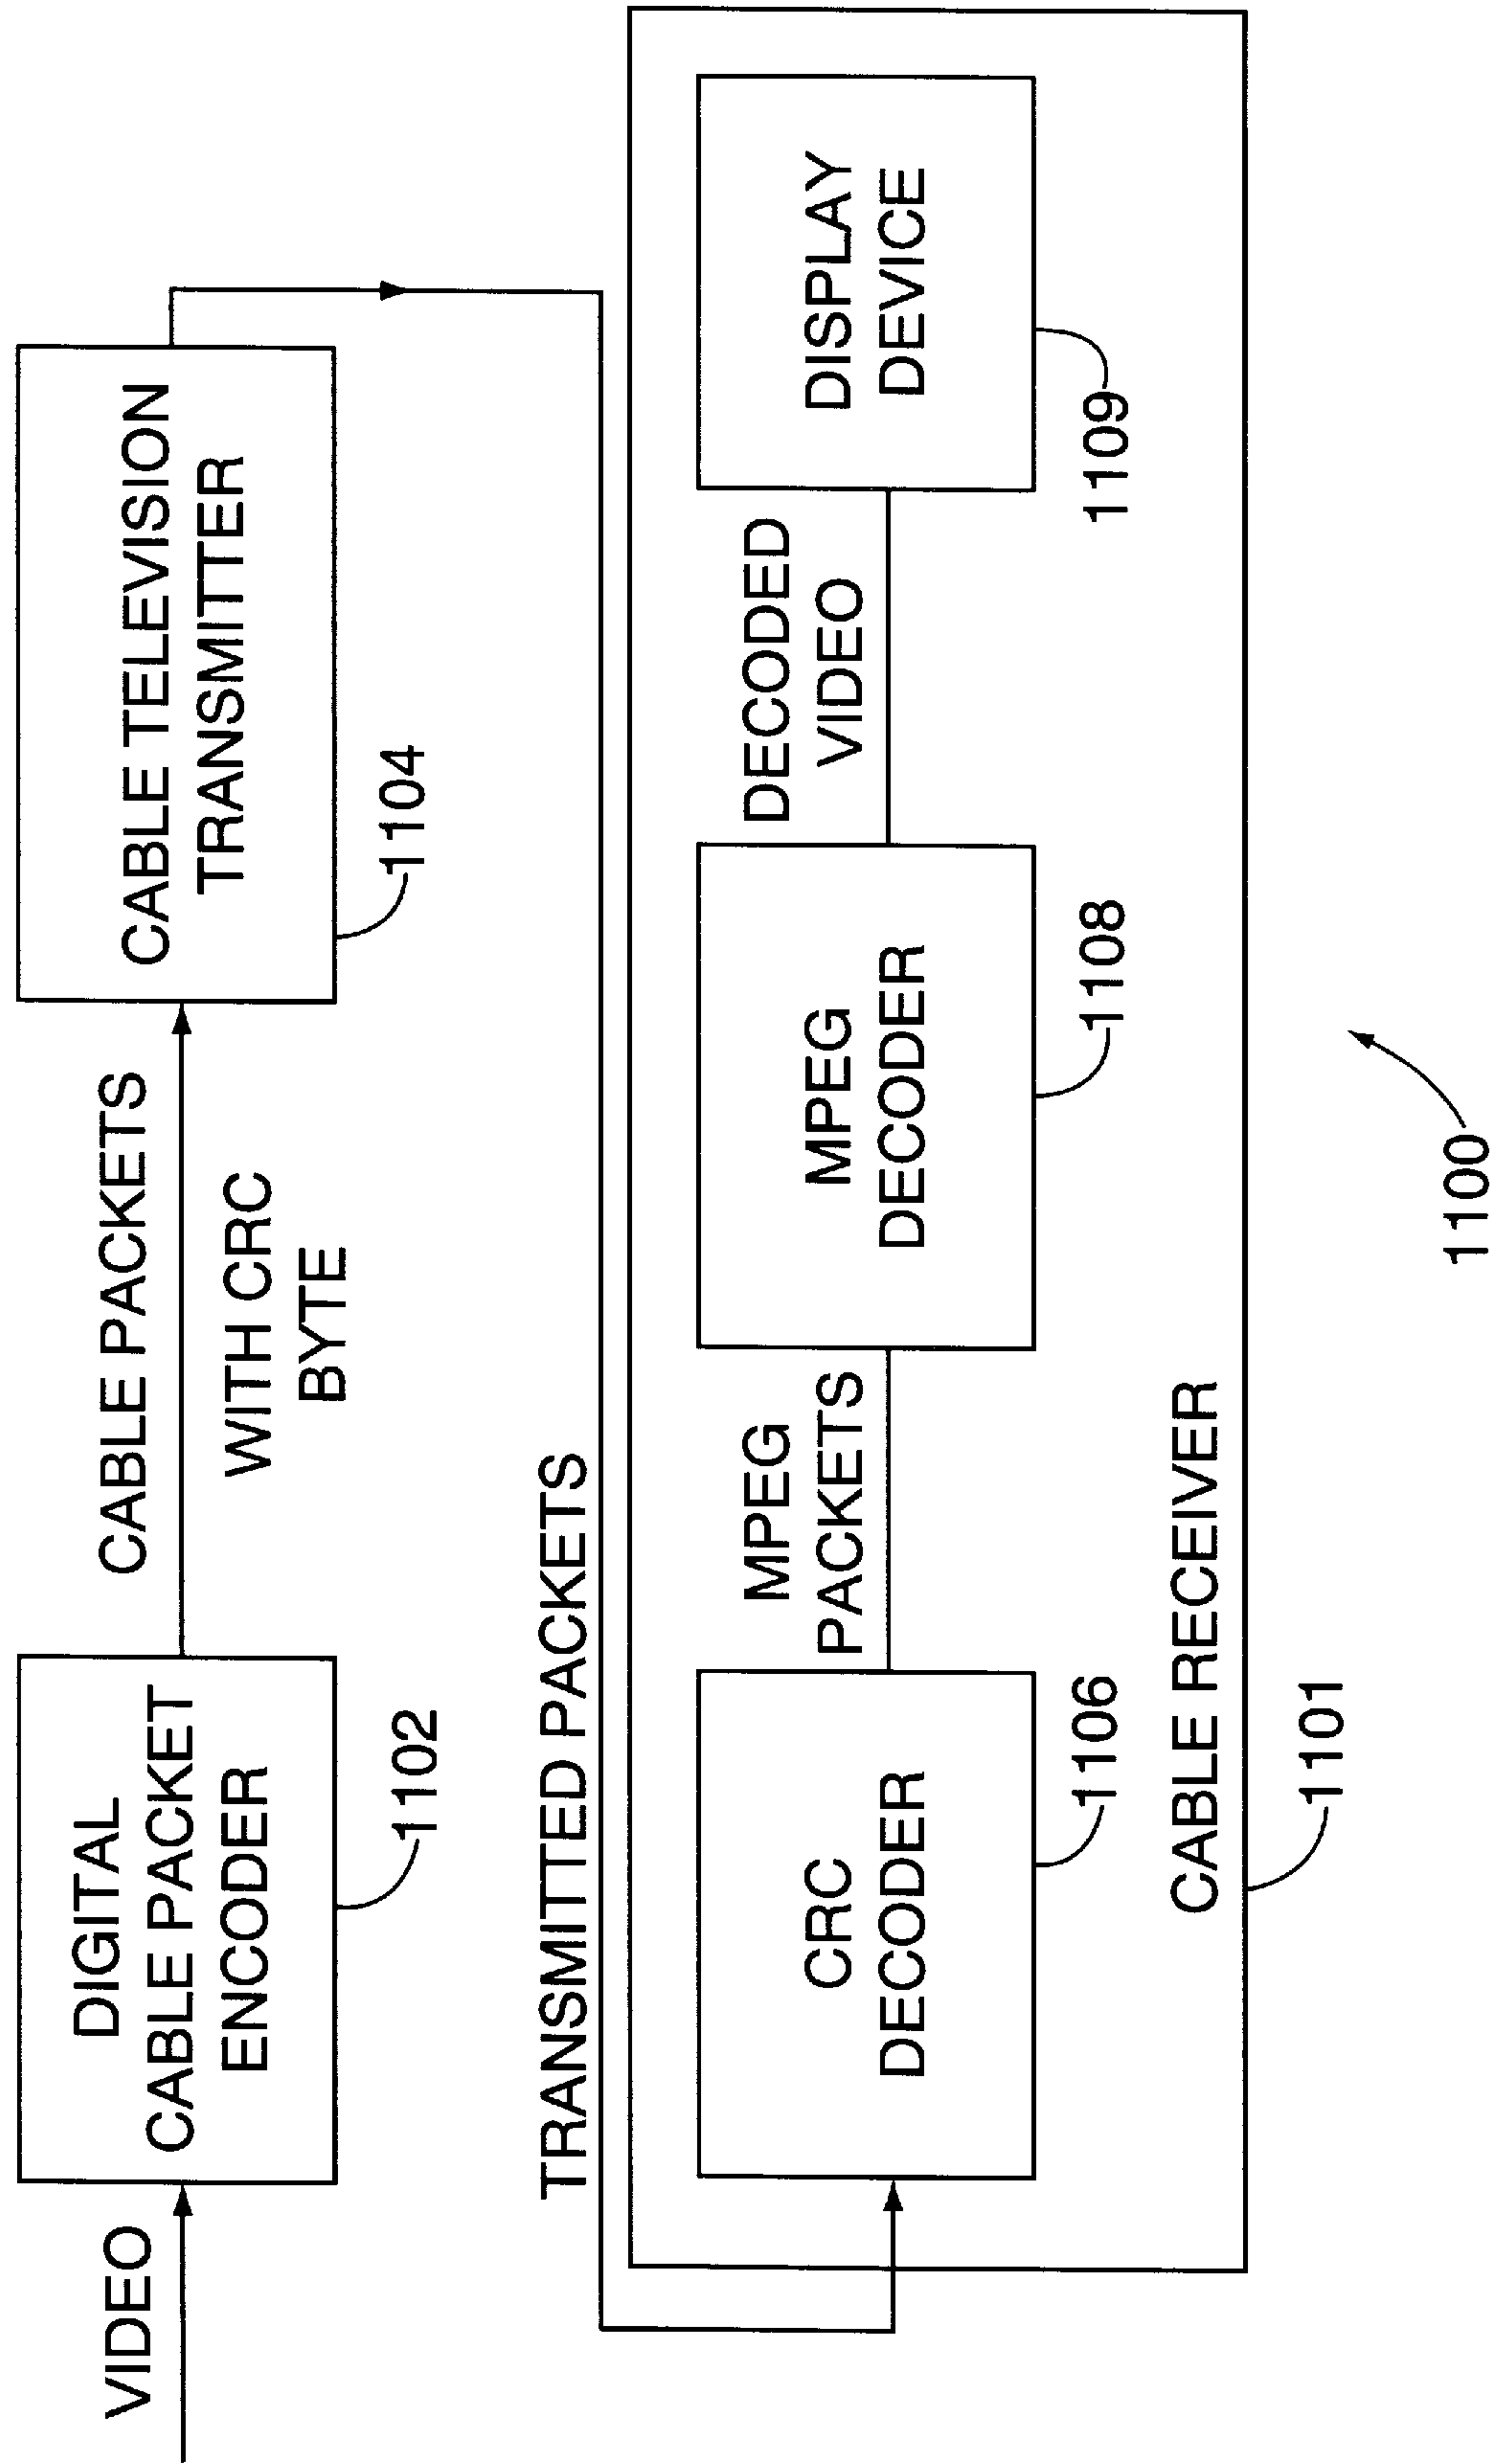 VIDEO
DIGITAL
CABLE PACKET
ENCODER
1102
CABLE PACKETS
WITH CRC
BYTE
CABLE TELEVISION
TRANSMITTER
1104
TRANSMITTED PACKETS
CRC
DECODER
1106
MPEG
PACKETS
MPEG
DECODER
1108
DECODED
VIDEO
DISPLAY
DEVICE
1109
CABLE RECEIVER
1101
1100